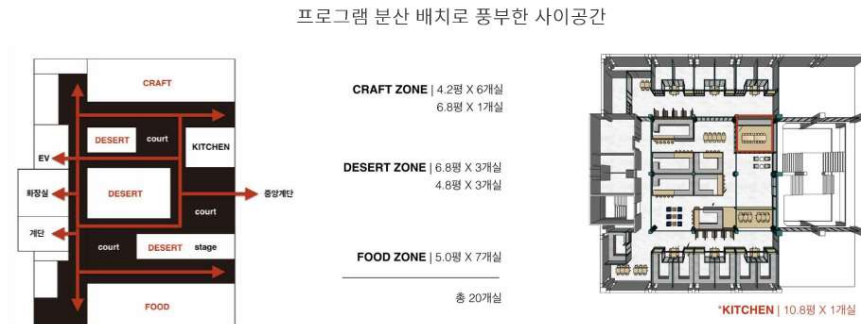 프로그램 분산 배치로 풍부한 사이공간
CRAFT
DESERT
court
KITCHEN
EV
화장실
DESERT
중앙계단
court
계단
court
DESERT
stage
FOOD
CRAFT ZONE | 4.2평 X 6개실
6.8평 X 1개실
DESERT ZONE | 6.8평 X 3개실
4.8평 X 3개실
FOOD ZONE | 5.0평 X 7개실
총 20개실
*KITCHEN | 10.8평 X 1개실